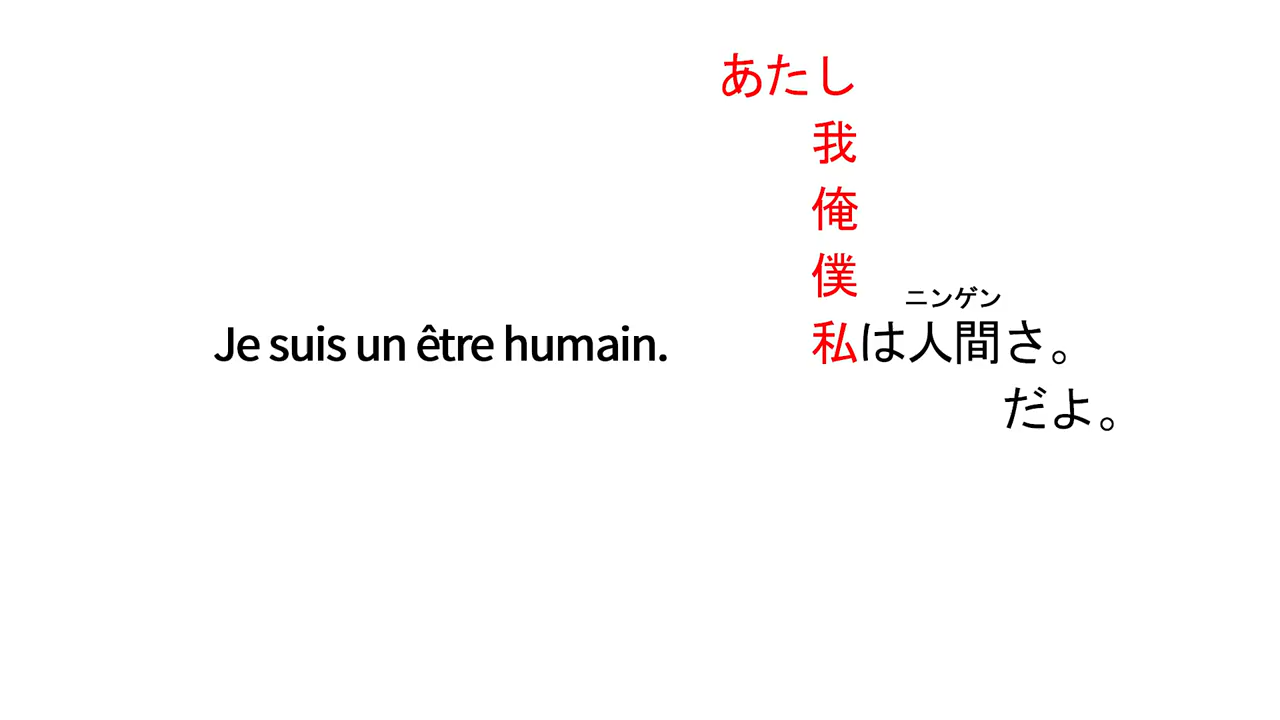 Je suis un être humain.
あたし
我
俺
僕
ニンゲン
私は人間さ。
だよ。